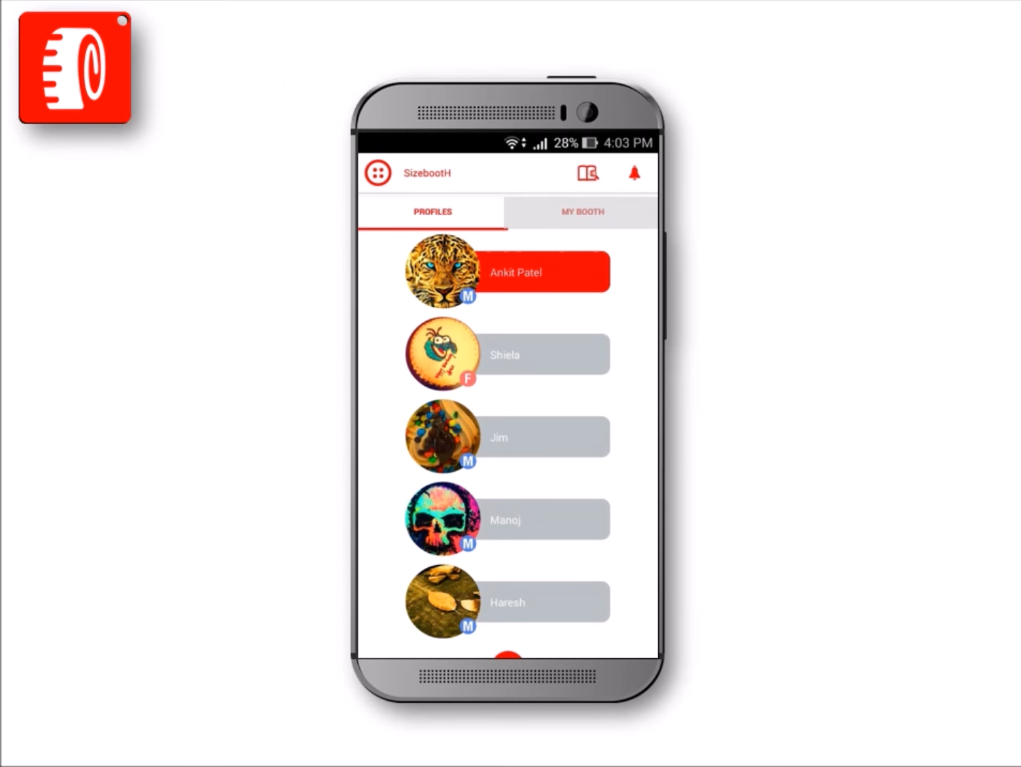 28% 4:03 PM
SizebootH
PROFILES MY BOOTH
Ankit Patel
M
Shiela
F
Jim
M
Manoj
M
Haresh
M